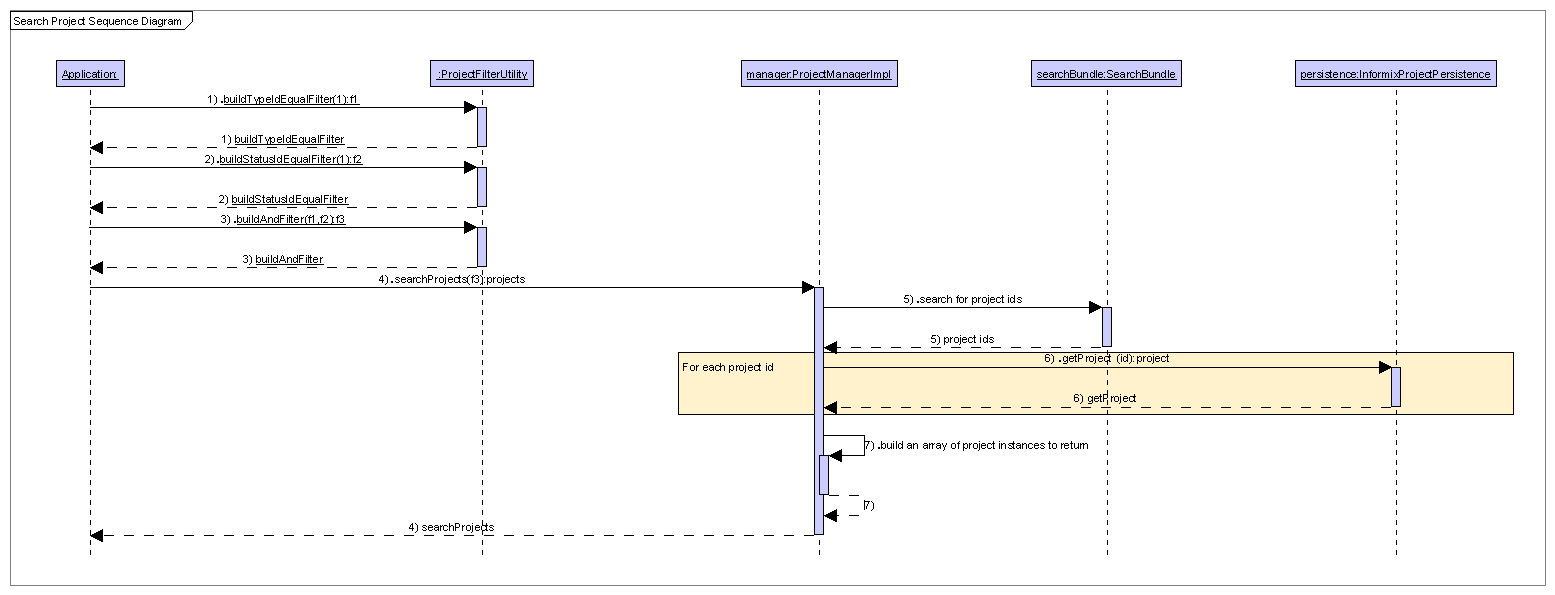 Search Project Sequence Diagram
Application:
:ProjectFilterUtility
manager:ProjectManagerImpl
searchBundle:SearchBundle
persistence:InformixProjectPersistence
1) .buildTypeIdEqualFilter(1):f1
1) buildTypeIdEqualFilter
2) .buildStatusIdEqualFilter(1):f2
2) buildStatusIdEqualFilter
3) .buildAndFilter(f1,f2):f3
3) buildAndFilter
4) .searchProjects(f3):projects
5) .search for project ids
5) project ids
6) .getProject (id):project
For each project id
6) getProject
7) .build an array of project instances to return
7)
4) searchProjects